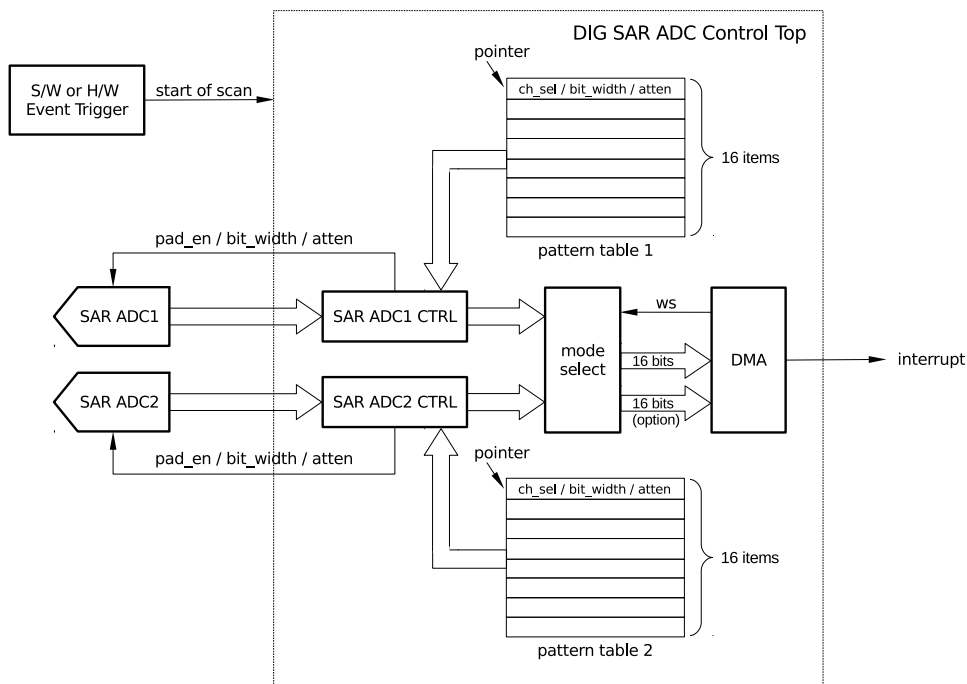 DIG SAR ADC Control Top
pointer
S/W or H/W
Event Trigger
start of scan
ch_sel / bit_width / atten
16 items
pattern table 1
pad_en / bit_width / atten
SAR ADC1
SAR ADC1 CTRL
ws
mode
select
16 bits
DMA
interrupt
SAR ADC2
SAR ADC2 CTRL
16 bits
(option)
pad_en / bit_width / atten
pointer
ch_sel / bit_width / atten
16 items
pattern table 2